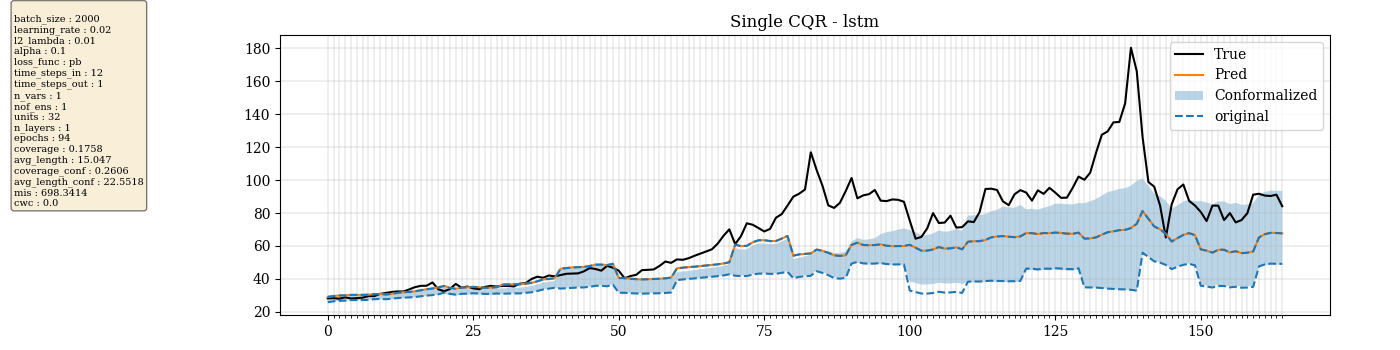 batch_size : 2000
learning_rate : 0.02
l2_lambda : 0.01
alpha : 0.1
loss_func : pb
time_steps_in : 12
time_steps_out : 1
n_vars : 1
nof_ens : 1
units : 32
n_layers : 1
epochs : 94
coverage : 0.1758
avg_length : 15.047
coverage_conf : 0.2606
avg_length_conf : 22.5518
mis : 698.3414
cwc : 0.0
Single CQR - lstm
180
160
140
120
100
80
60
40
20
True
Pred
Conformalized
original
0 25 50 75 100 125 150